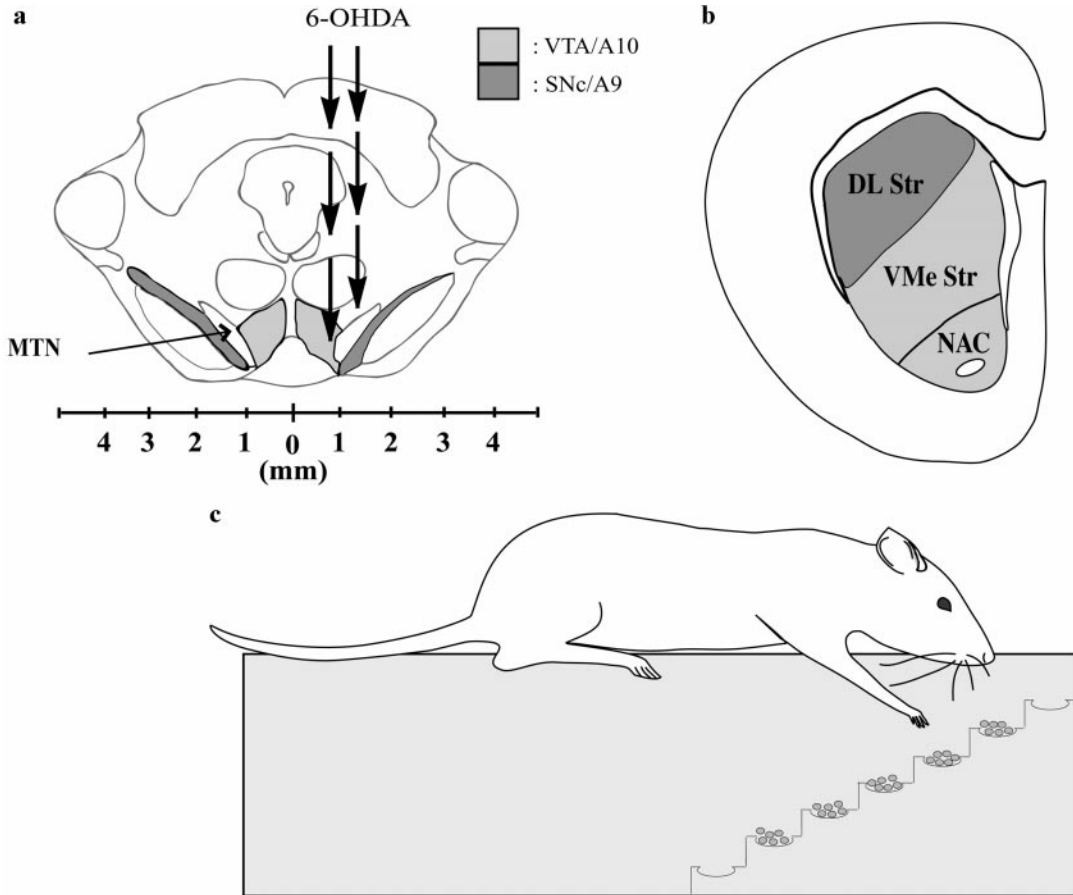 a
6-OHDA
: VTA/A10
: SNc/A9
MTN
4 3 2 1 0 1 2 3 4
(mm)
b
DL Str
VMe Str
NAC
c